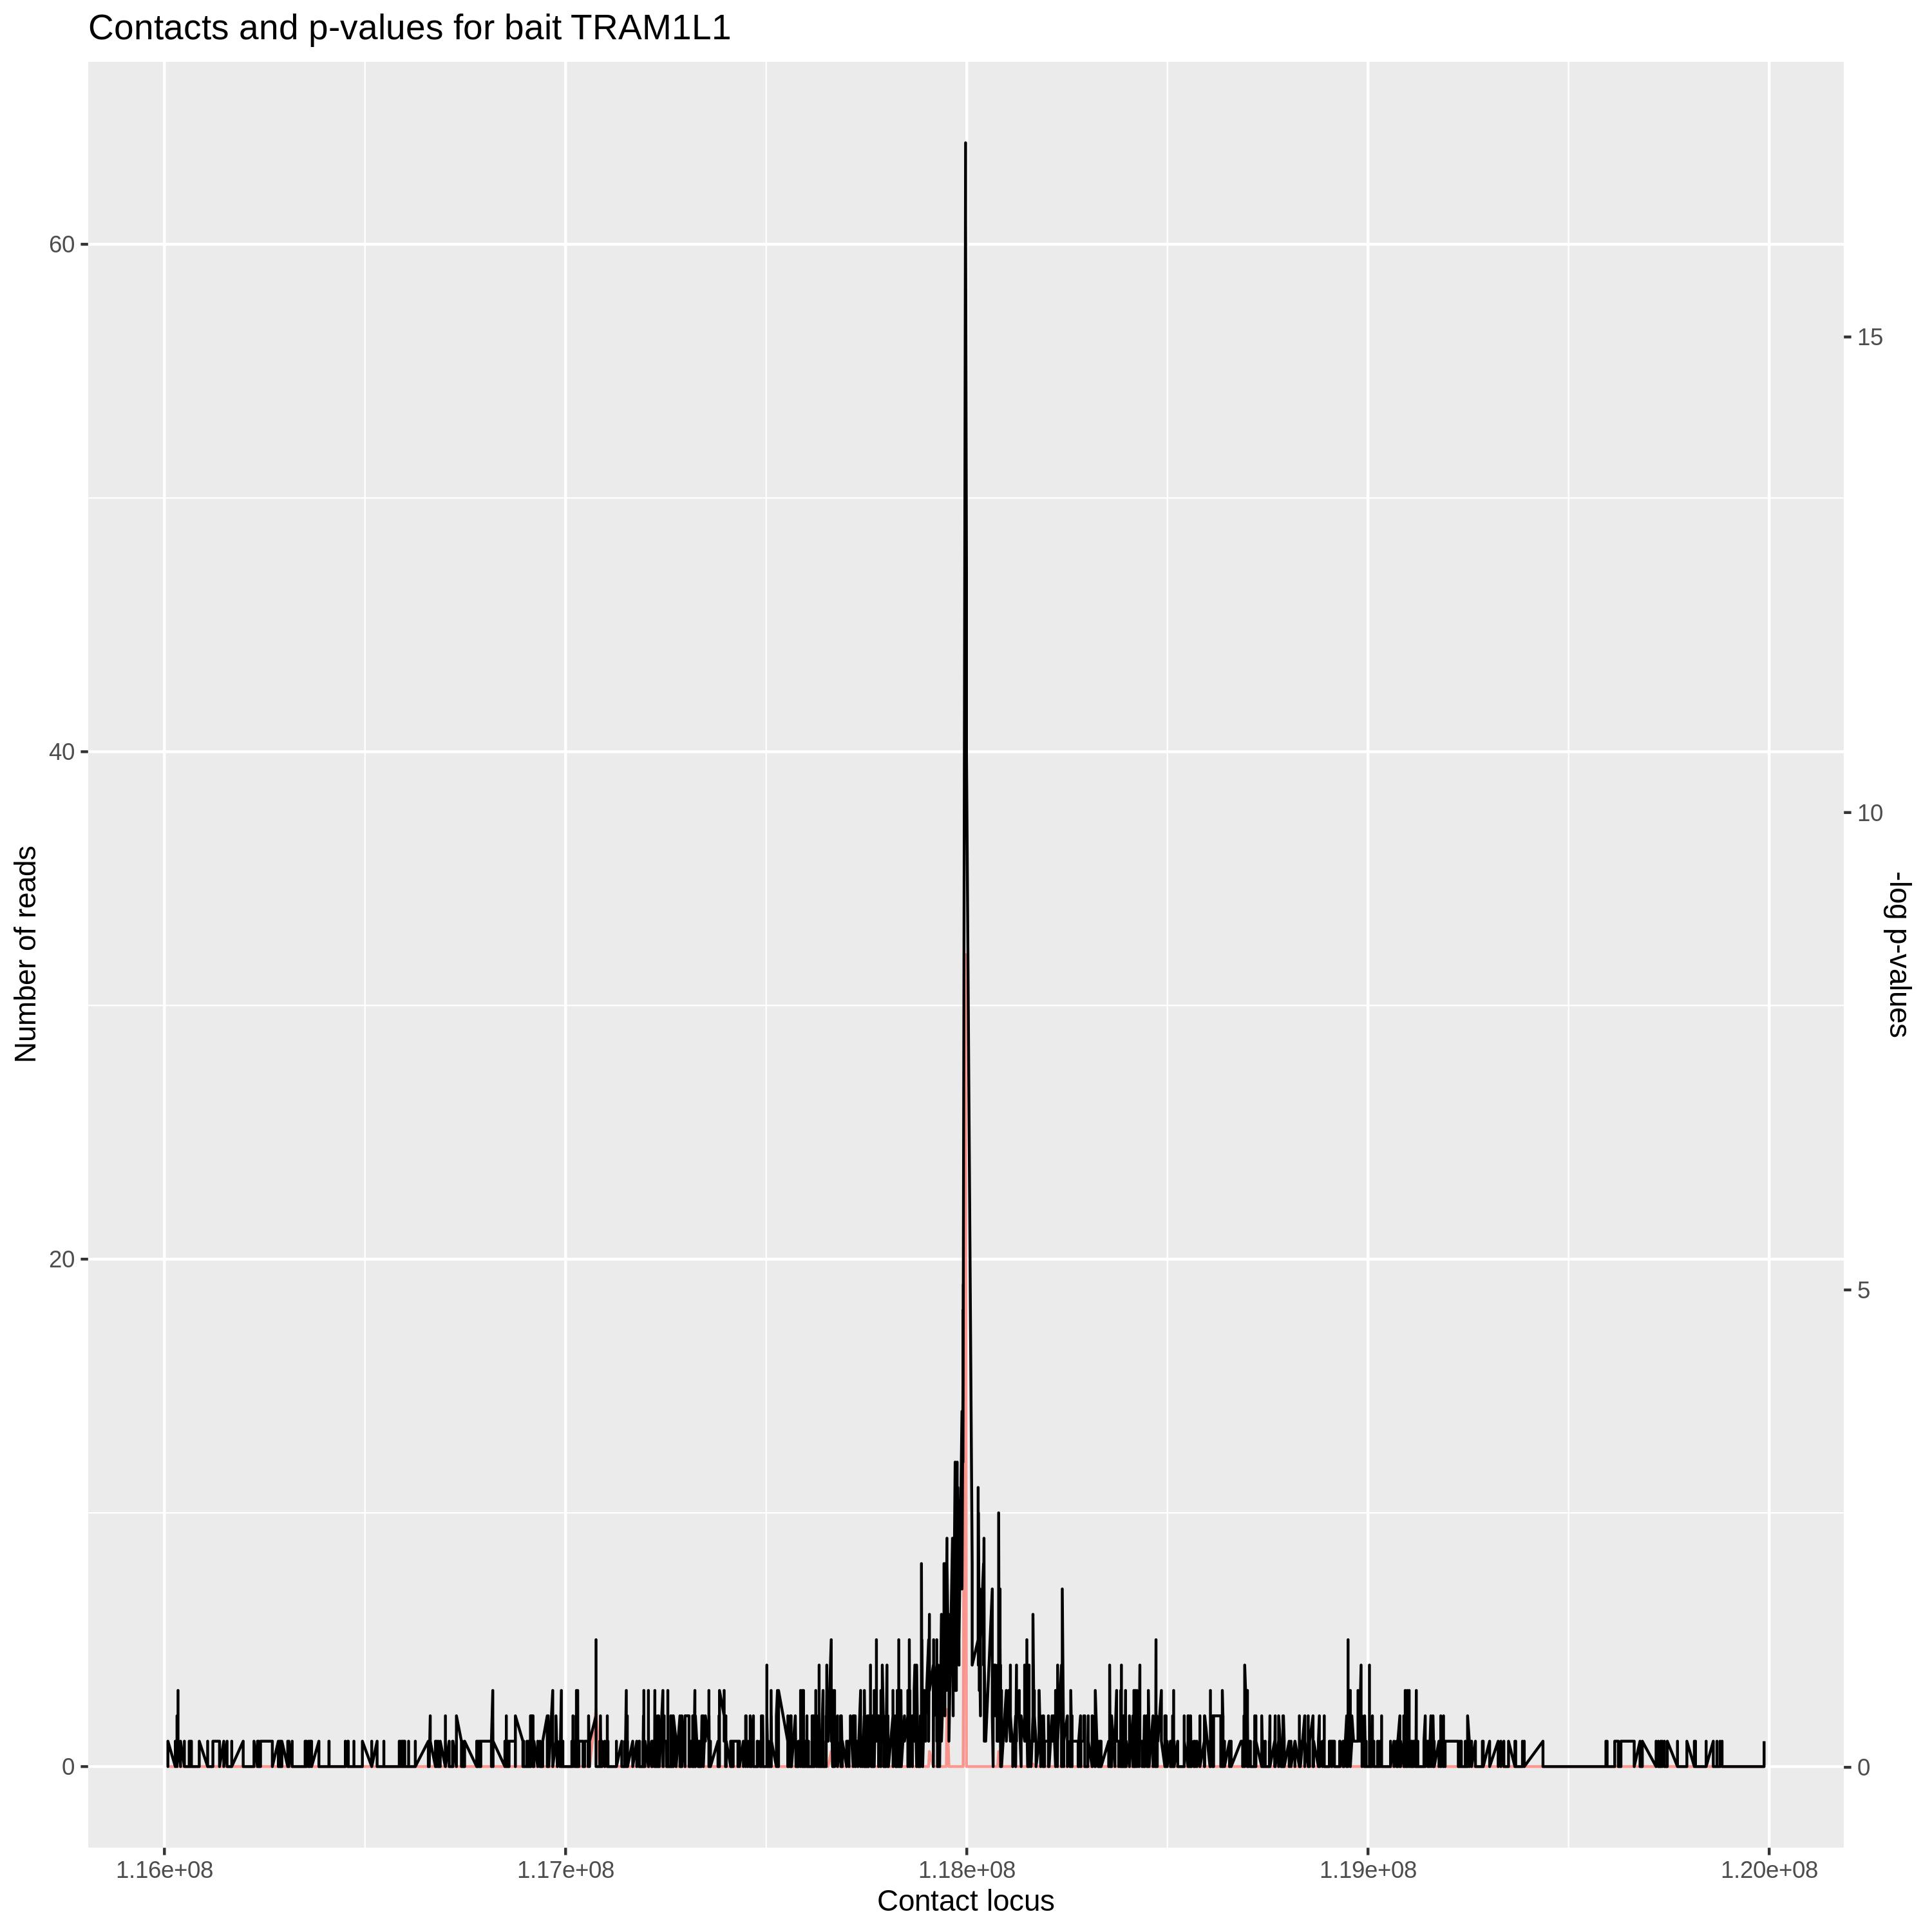 Contacts and p-values for bait TRAM1L1
60
40
20
0
15
10
5
0
Number of reads
-log p-values
1.16e+08
1.17e+08
1.18e+08
1.19e+08
1.20e+08
Contact locus